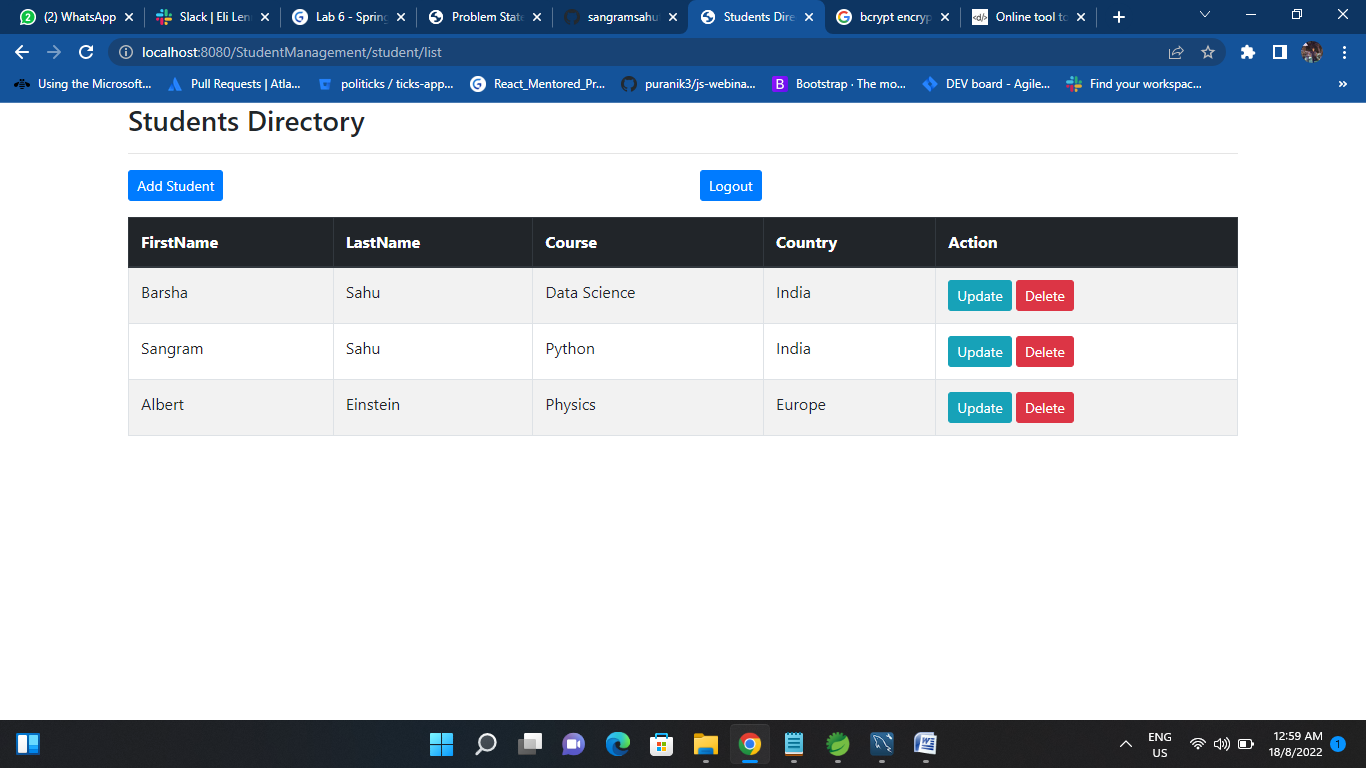 (2) WhatsApp Slack | Eli Len Lab 6 - Spring Problem State sangramsahu Students Dire bcrypt encryp Online tool to
localhost:8080/StudentManagement/student/list
Using the Microsoft... Pull Requests | Atla... politicks / ticks-app... React_Mentored_Pr... puranik3/js-webina... B Bootstrap · The mo... DEV board - Agile... Find your workspac... »
Students Directory
Add Student Logout
FirstName LastName Course Country Action
Barsha Sahu Data Science India Update Delete
Sangram Sahu Python India Update Delete
Albert Einstein Physics Europe Update Delete
ENG US 12:59 AM 18/8/2022 1